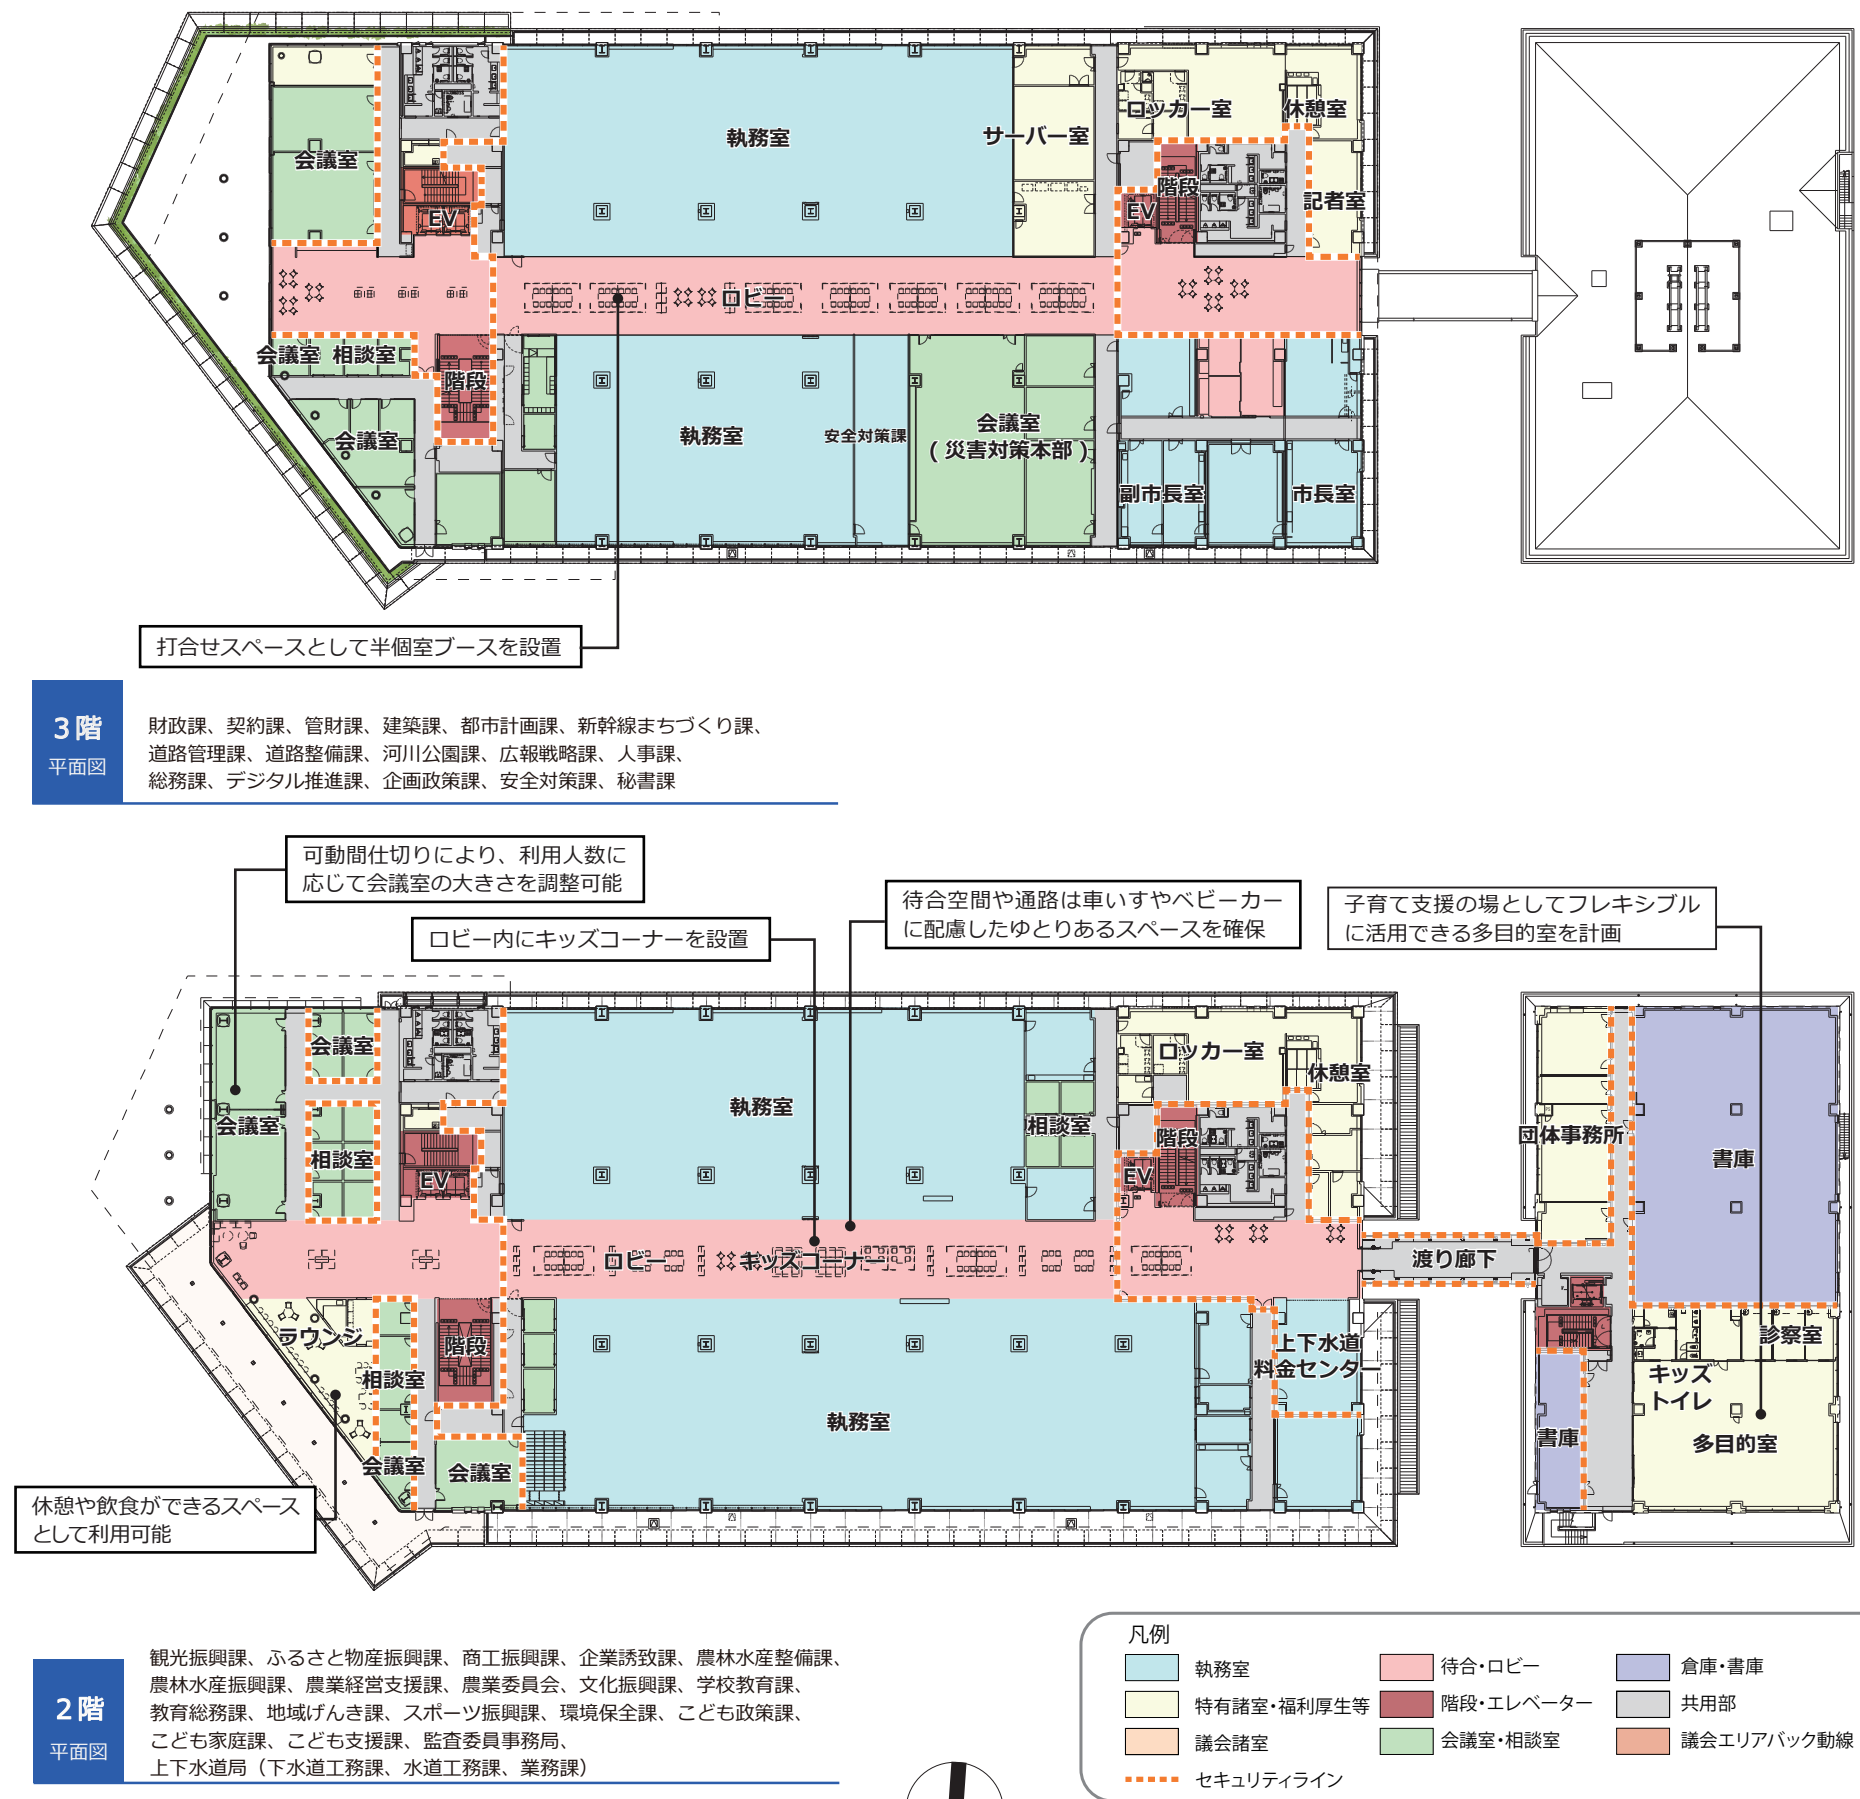 会議室
EV
執務室
サーバー室
ロッカー室
休憩室
階段
EV
記者室
ロビー
会議室
相談室
階段
会議室
執務室
安全対策課
会議室
(災害対策本部)
副市長室
市長室
打合せスペースとして半個室ブースを設置
3階
平面図
財政課、契約課、管財課、建築課、都市計画課、新幹線まちづくり課、
道路管理課、道路整備課、河川公園課、広報戦略課、人事課、
総務課、デジタル推進課、企画政策課、安全対策課、秘書課
可動間仕切りにより、利用人数に
応じて会議室の大きさを調整可能
ロビー内にキッズコーナーを設置
待合空間や通路は車いすやベビーカー
に配慮したゆとりあるスペースを確保
子育て支援の場としてフレキシブル
に活用できる多目的室を計画
会議室
会議室
相談室
EV
執務室
相談室
ロッカー室
休憩室
階段
EV
団体事務所
書庫
ロビー
キッズコーナー
渡り廊下
ラウンジ
相談室
階段
会議室
会議室
執務室
上下水道
料金センター
診察室
キッズ
トイレ
書庫
多目的室
休憩や飲食ができるスペース
として利用可能
2階
平面図
観光振興課、ふるさと物産振興課、商工振興課、企業誘致課、農林水産整備課、
農林水産振興課、農業経営支援課、農業委員会、文化振興課、学校教育課、
教育総務課、地域げんき課、スポーツ振興課、環境保全課、こども政策課、
こども家庭課、こども支援課、監査委員事務局、
上下水道局（下水道工務課、水道工務課、業務課）
凡例
執務室
待合・ロビー
倉庫・書庫
特有諸室・福利厚生等
階段・エレベーター
共用部
議会諸室
会議室・相談室
議会エリアバック動線
セキュリティライン